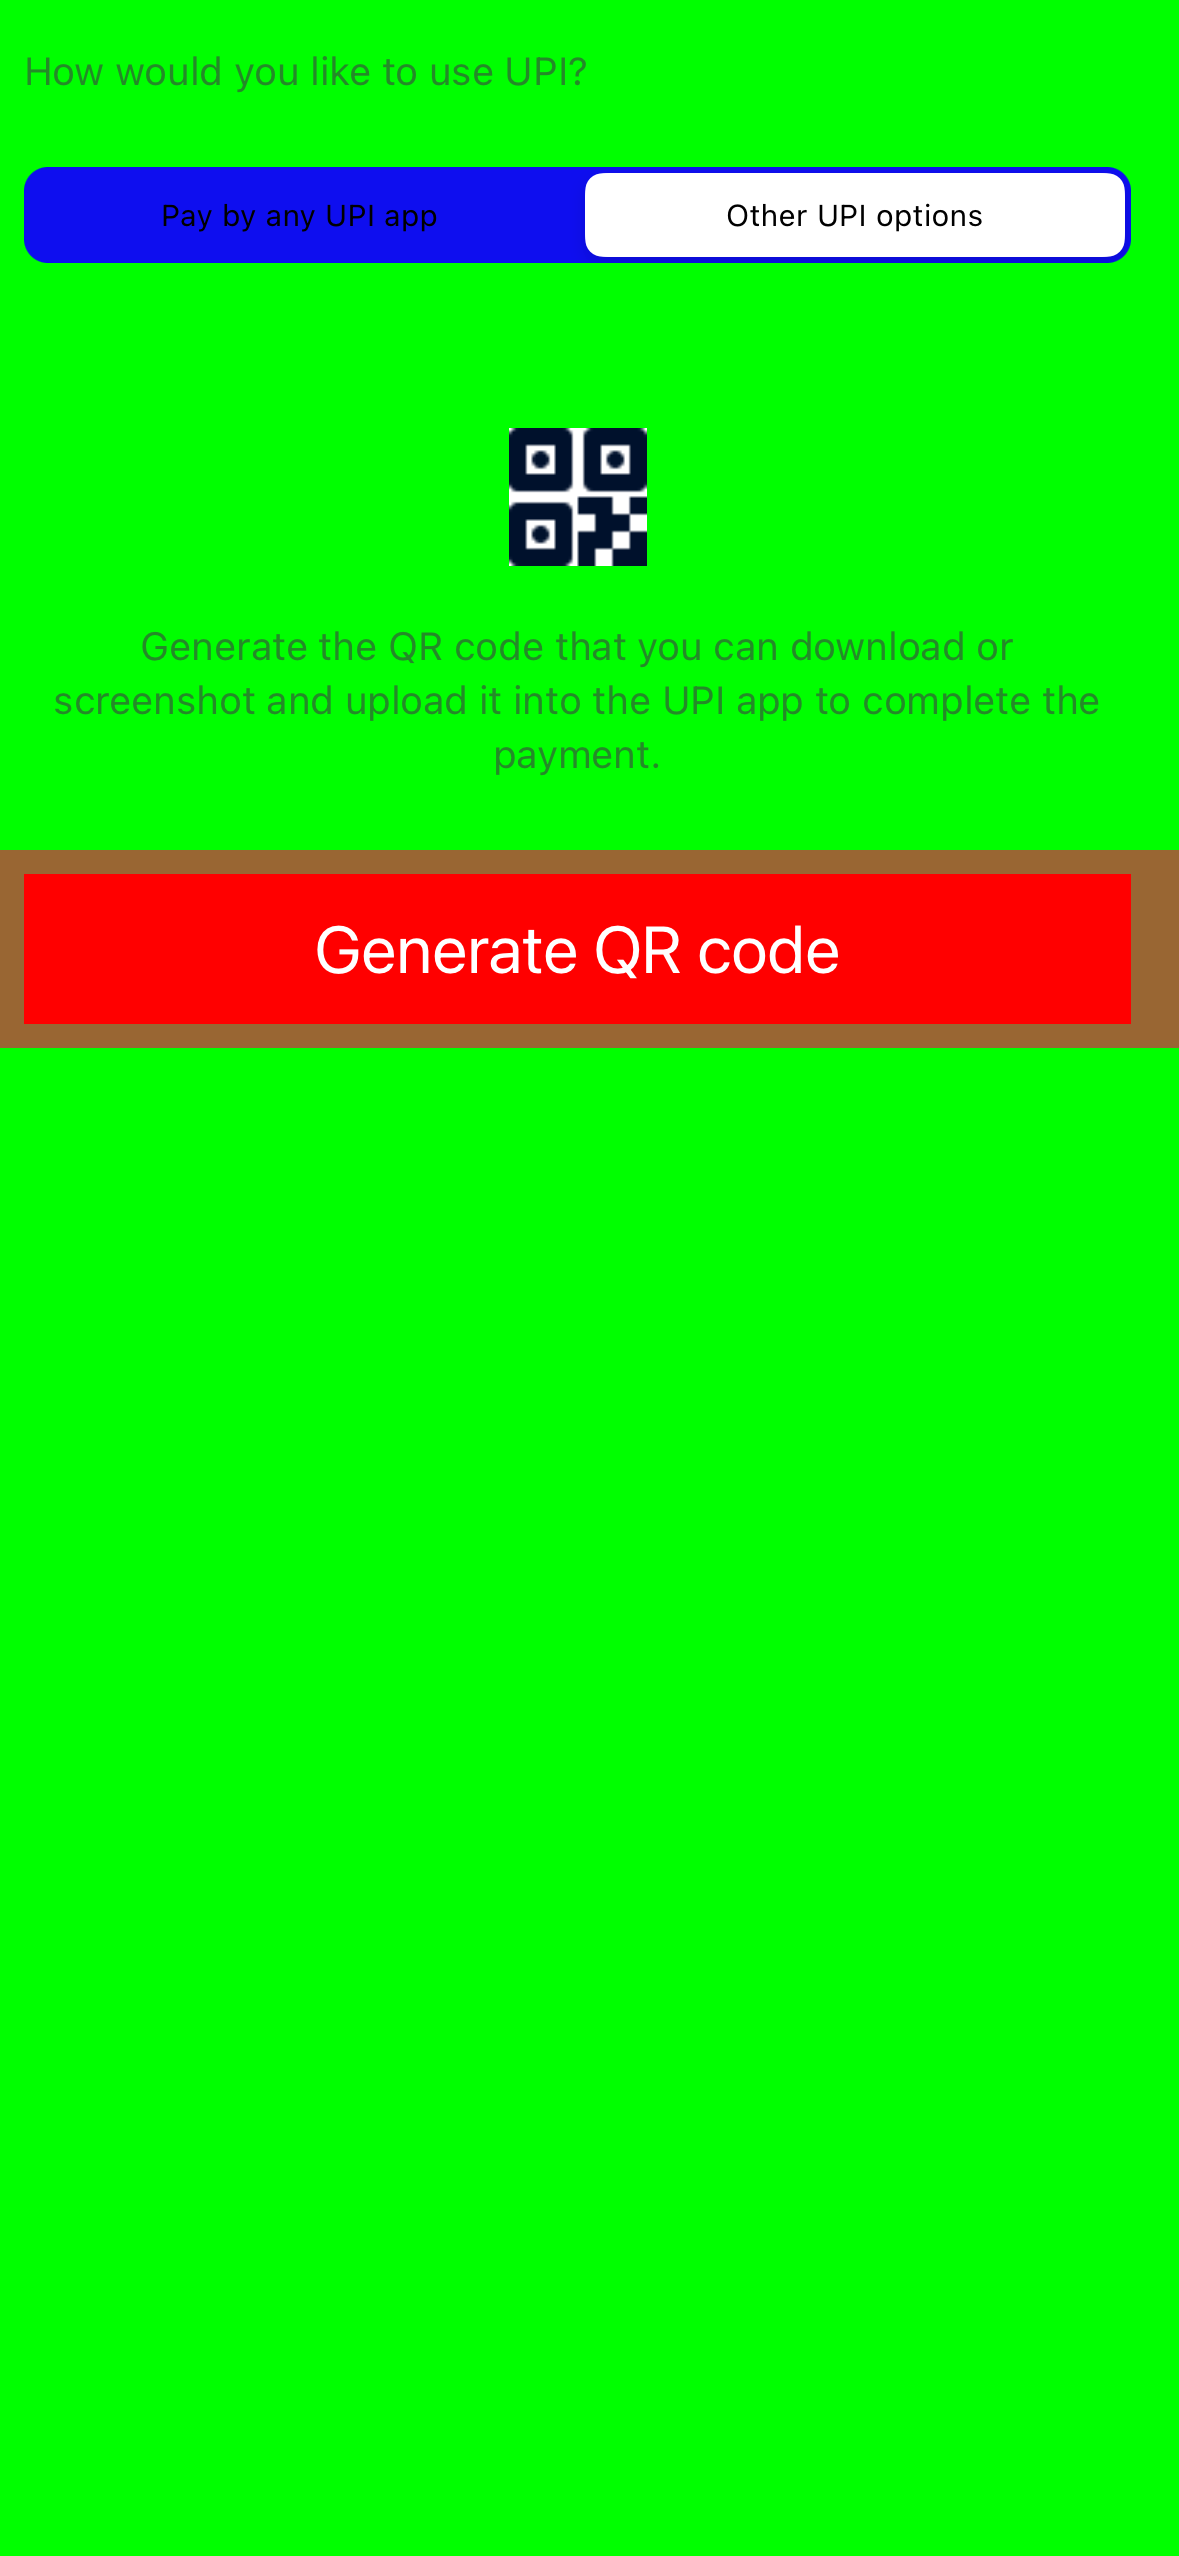 How would you like to use UPI?
Pay by any UPI app
Other UPI options
Generate the QR code that you can download or
screenshot and upload it into the UPI app to complete the
payment.
Generate QR code